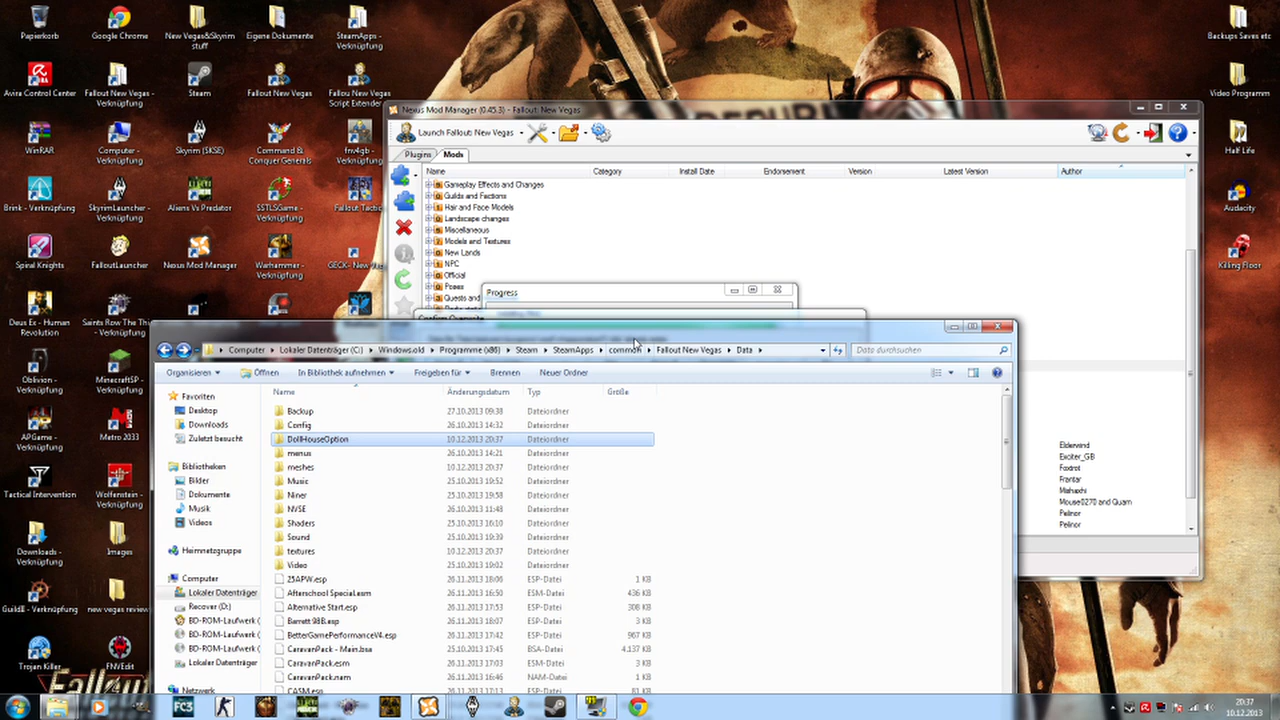 Papierkorb
Google Chrome
New Vegas&Skyrim
stuff
Eigene Dokumente
SteamApps -
Verknüpfung
Backups Saves etc
Avira Control Center
Fallout New Vegas -
Verknüpfung
Steam
Fallout New Vegas
Fallou New Vegas
Script Extender
Video Programm
WinRAR
Computer -
Verknüpfung
Skyrim (SKSE)
Command &
Conquer Generals
fnv4gb -
Verknüpfung
Half Life
Brink - Verknüpfung
SkyrimLauncher -
Verknüpfung
Aliens Vs Predator
SSTLSGame -
Verknüpfung
Fallout Tactic
Audacity
Spiral Knights
FalloutLauncher
Nexus Mod Manager
Warhammer -
Verknüpfung
GECK- New Veg
Killing Floor
Deus Ex - Human
Revolution
Saints Row The Thi
- Verknüpfung
Oblivion -
Verknüpfung
MinecraftSP -
Verknüpfung
APGame -
Verknüpfung
Metro 2033
Tactical Intervention
Wolfenstein -
Verknüpfung
Downloads -
Verknüpfung
Images
GuildII - Verknüpfung
new vegas review
Trojan Killer
FNVEdit
Fallout
Nexus Mod Manager (0.45.3) - Fallout: New Vegas
Launch Fallout: New Vegas
Plugins
Mods
Name
Category
Install Date
Endorsement
Version
Latest Version
Author
Gameplay Effects and Changes
Guilds and Factions
Hair and Face Models
Landscape changes
Miscellaneous
Models and Textures
New Lands
NPC
Official
Poses
Quests and
Progress
Confirm Overwrite
Elderwind
Exciter_GB
Foxtrot
Frantar
Mahashi
Mouse0270 and Quarn
Pelinor
Pelinor
Computer
Lokaler Datenträger (C:)
Windows.old
Programme (x86)
Steam
SteamApps
common
Fallout New Vegas
Data
Data durchsuchen
Organisieren
Öffnen
In Bibliothek aufnehmen
Freigeben für
Brennen
Neuer Ordner
Favoriten
Desktop
Downloads
Zuletzt besucht
Bibliotheken
Bilder
Dokumente
Musik
Videos
Heimnetzgruppe
Computer
Lokaler Datenträger
Recover (D:)
BD-ROM-Laufwerk (
BD-ROM-Laufwerk (
BD-ROM-Laufwerk (
Lokaler Datenträger
Netzwerk
Name Änderungsdatum Typ Größe
Backup 27.10.2013 09:38 Dateiordner
Config 26.10.2013 14:32 Dateiordner
DollHouseOption 10.12.2013 20:37 Dateiordner
menus 26.10.2013 14:21 Dateiordner
meshes 10.12.2013 20:37 Dateiordner
Music 25.10.2013 19:52 Dateiordner
Niner 25.10.2013 19:58 Dateiordner
NVSE 26.10.2013 11:48 Dateiordner
Shaders 25.10.2013 16:10 Dateiordner
Sound 25.10.2013 19:39 Dateiordner
textures 10.12.2013 20:37 Dateiordner
Video 25.10.2013 19:02 Dateiordner
25APW.esp 26.11.2013 18:06 ESP-Datei 1 KB
Afterschool Special.esm 26.11.2013 16:50 ESM-Datei 436 KB
Alternative Start.esp 26.11.2013 17:53 ESP-Datei 308 KB
Barrett 98B.esp 26.11.2013 18:07 ESP-Datei 3 KB
BetterGamePerformanceV4.esp 26.11.2013 17:42 ESP-Datei 967 KB
CaravanPack - Main.bsa 25.10.2013 17:45 BSA-Datei 4.137 KB
CaravanPack.esm 26.11.2013 17:03 ESM-Datei 3 KB
CaravanPack.nam 26.11.2013 16:46 NAM-Datei 1 KB
CASM.esp 26.11.2013 18:05 ESP-Datei 81 KB
FC3
20:37
10.12.2013